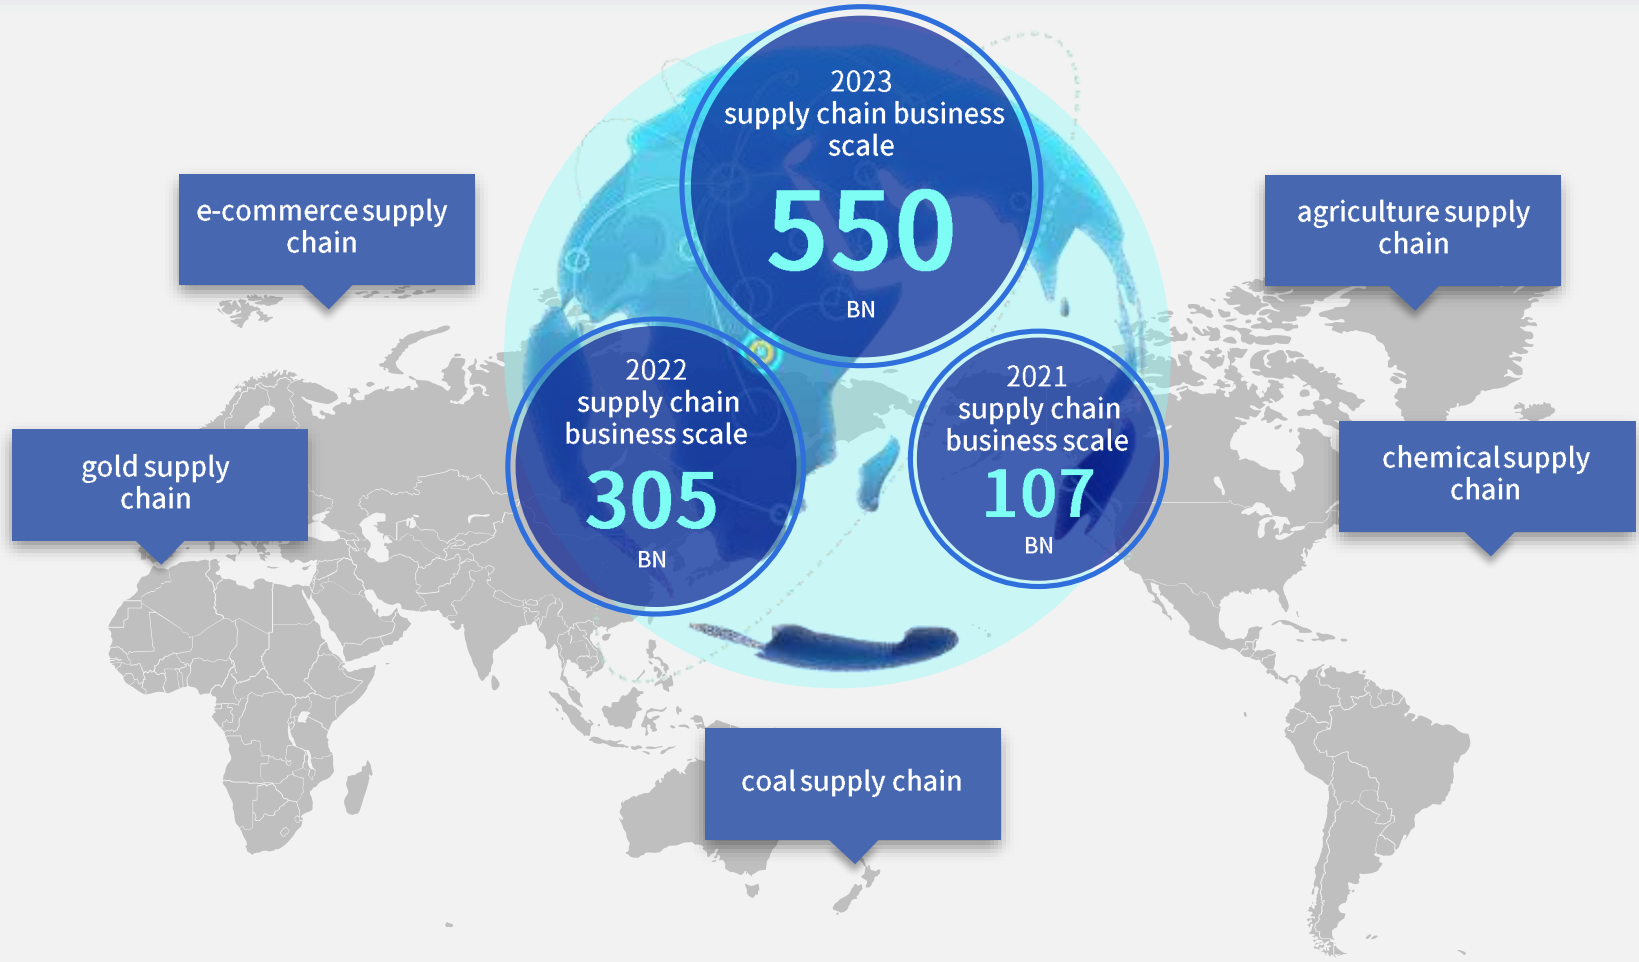 2023
supply chain business
scale
550
BN
e-commerce supply
chain
agriculture supply
chain
2022
supply chain
business scale
305
BN
2021
supply chain
business scale
107
BN
gold supply
chain
chemical supply
chain
coal supply chain